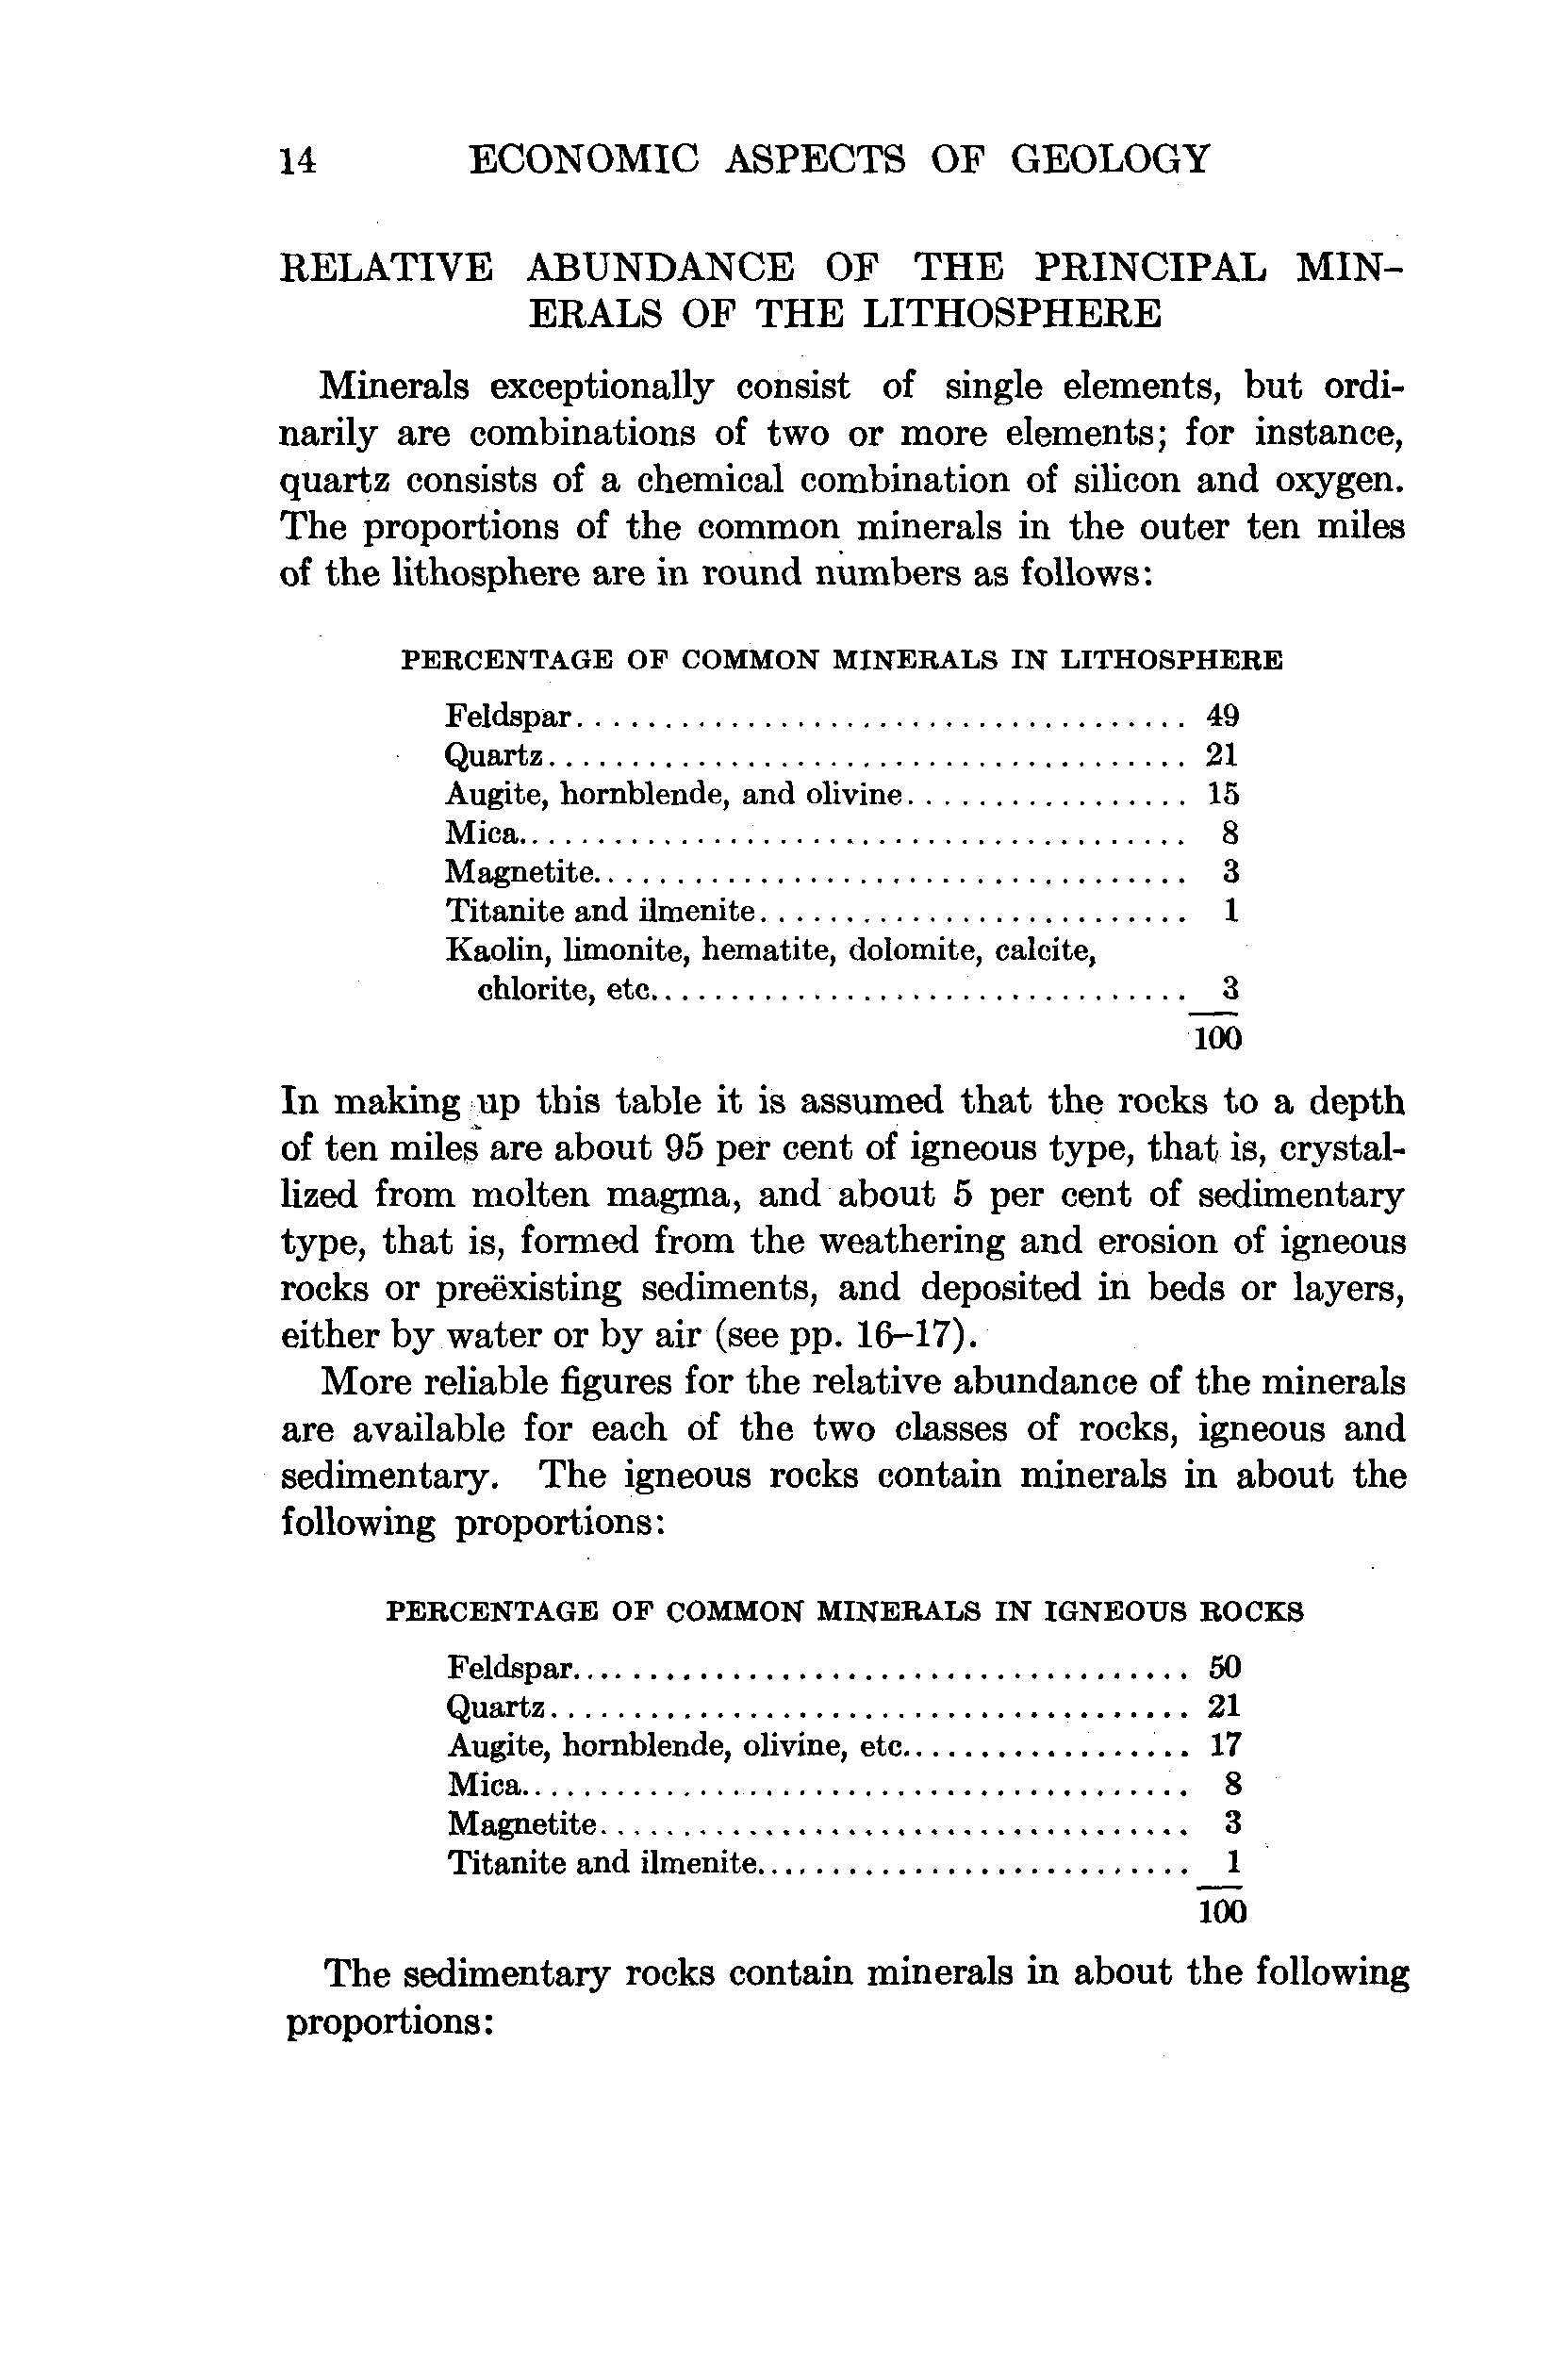 14 ECONOMIC ASPECTS OF GEOLOGY
RELATIVE ABUNDANCE OF THE PRINCIPAL MIN-
ERALS OF THE LITHOSPHERE
Minerals exceptionally consist of single elements, but ordi-
narily are combinations of two or more elements; for instance,
quartz consists of a chemical combination of silicon and oxygen.
The proportions of the common minerals in the outer ten miles
of the lithosphere are in round numbers as follows:
PERCENTAGE OF COMMON MINERALS IN LITHOSPHERE
Feldspar.................................... 49
Quartz...................................... 21
Augite, hornblende, and olivine................. 15
Mica........................................ 8
Magnetite.................................... 3
Titanite and ilmenite.......................... 1
Kaolin, limonite, hematite, dolomite, calcite,
chlorite, etc................................. 3
100
In making up this table it is assumed that the rocks to a depth
of ten miles are about 95 per cent of igneous type, that is, crystal-
lized from molten magma, and about 5 per cent of sedimentary
type, that is, formed from the weathering and erosion of igneous
rocks or preëxisting sediments, and deposited in beds or layers,
either by water or by air (see pp. 16–17).
More reliable figures for the relative abundance of the minerals
are available for each of the two classes of rocks, igneous and
sedimentary. The igneous rocks contain minerals in about the
following proportions:
PERCENTAGE OF COMMON MINERALS IN IGNEOUS ROCKS
Feldspar..................................... 50
Quartz....................................... 21
Augite, hornblende, olivine, etc.................. 17
Mica......................................... 8
Magnetite.................................... 3
Titanite and ilmenite........................... 1
100
The sedimentary rocks contain minerals in about the following
proportions: